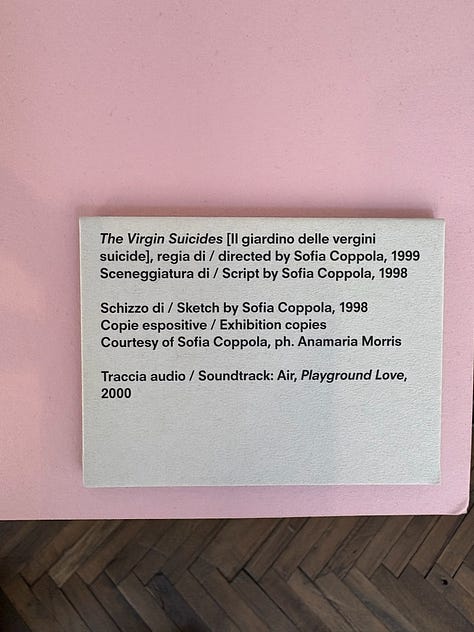 The Virgin Suicides [Il giardino delle vergini
suicide], regia di / directed by Sofia Coppola, 1999
Sceneggiatura di / Script by Sofia Coppola, 1998
Schizzo di / Sketch by Sofia Coppola, 1998
Copie espositive / Exhibition copies
Courtesy of Sofia Coppola, ph. Anamaria Morris
Traccia audio / Soundtrack: Air, Playground Love,
2000